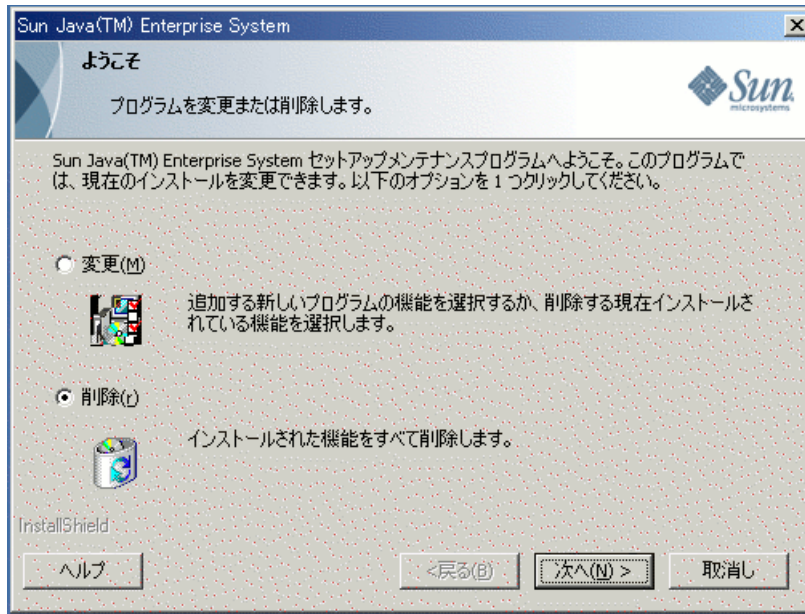 Sun Java(TM) Enterprise System
ようこそ
プログラムを変更または削除します。
Sun
microsystems
Sun Java(TM) Enterprise System セットアップメンテナンスプログラムへようこそ。このプログラムで
は、現在のインストールを変更できます。以下のオプションを 1 つクリックしてください。
変更(M)
追加する新しいプログラムの機能を選択するか、削除する現在インストールさ
れている機能を選択します。
削除(r)
インストールされた機能をすべて削除します。
InstallShield
ヘルプ
<戻る(B)
次へ(N) >
取消し